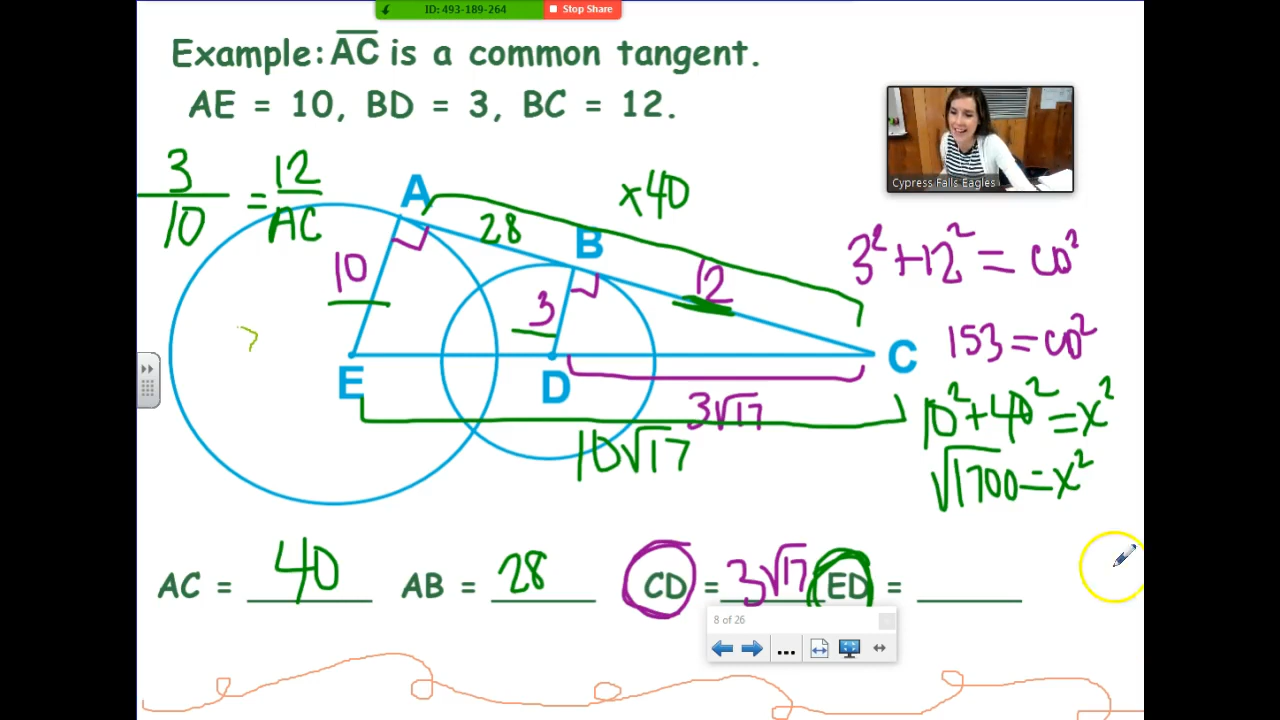 ID: 493-189-264 Stop Share
Example: AC is a common tangent.
AE = 10, BD = 3, BC = 12.
Cypress Falls Eagles
3/10 = 12/AC
A
28
x40
B
10
3
12
C
E
D
3√17
10√17
3² + 12² = CD²
153 = CD²
10² + 40² = x²
√1700 = x²
AC = 40 AB = 28 CD = 3√17 ED = ____
8 of 26